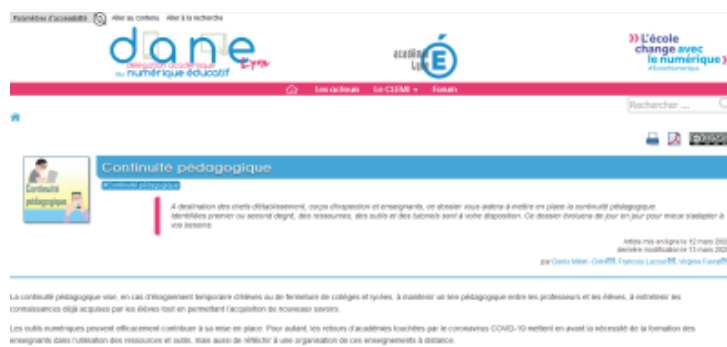 Paramètres d'accessibilité Aller au contenu Aller à la recherche
dane
délégation académique
au numérique éducatif Lyon
académie
Lyon
L'école
change avec
le numérique
#EcoleNumerique
Les acteurs Le CLEMI Forum
Rechercher ...
Continuité
pédagogique
Continuité pédagogique
Continuité pédagogique
A destination des chefs d'établissement, corps d'inspection et enseignants, ce dossier vous aidera à mettre en place la continuité pédagogique.
Identifiées premier ou second degré, des ressources, des outils et des tutoriels sont à votre disposition. Ce dossier évoluera de jour en jour pour mieux s'adapter à
vos besoins.
Article mis en ligne le 12 mars 202
dernière modification le 13 mars 202
par Denis Millet, François Lacour, Virginie
La continuité pédagogique vise, en cas d'éloignement temporaire d'élèves ou de fermeture de collèges et lycées, à maintenir un lien pédagogique entre les professeurs et les élèves, à entretenir les
connaissances déjà acquises par les élèves tout en permettant l'acquisition de nouveaux savoirs.
Les outils numériques peuvent efficacement contribuer à sa mise en place. Pour autant, les retours d'académies touchées par le coronavirus COVID-19 mettent en avant la nécessité de la formation des
enseignants dans l'utilisation des ressources et outils, mais aussi de réfléchir à une organisation de ces enseignements à distance.